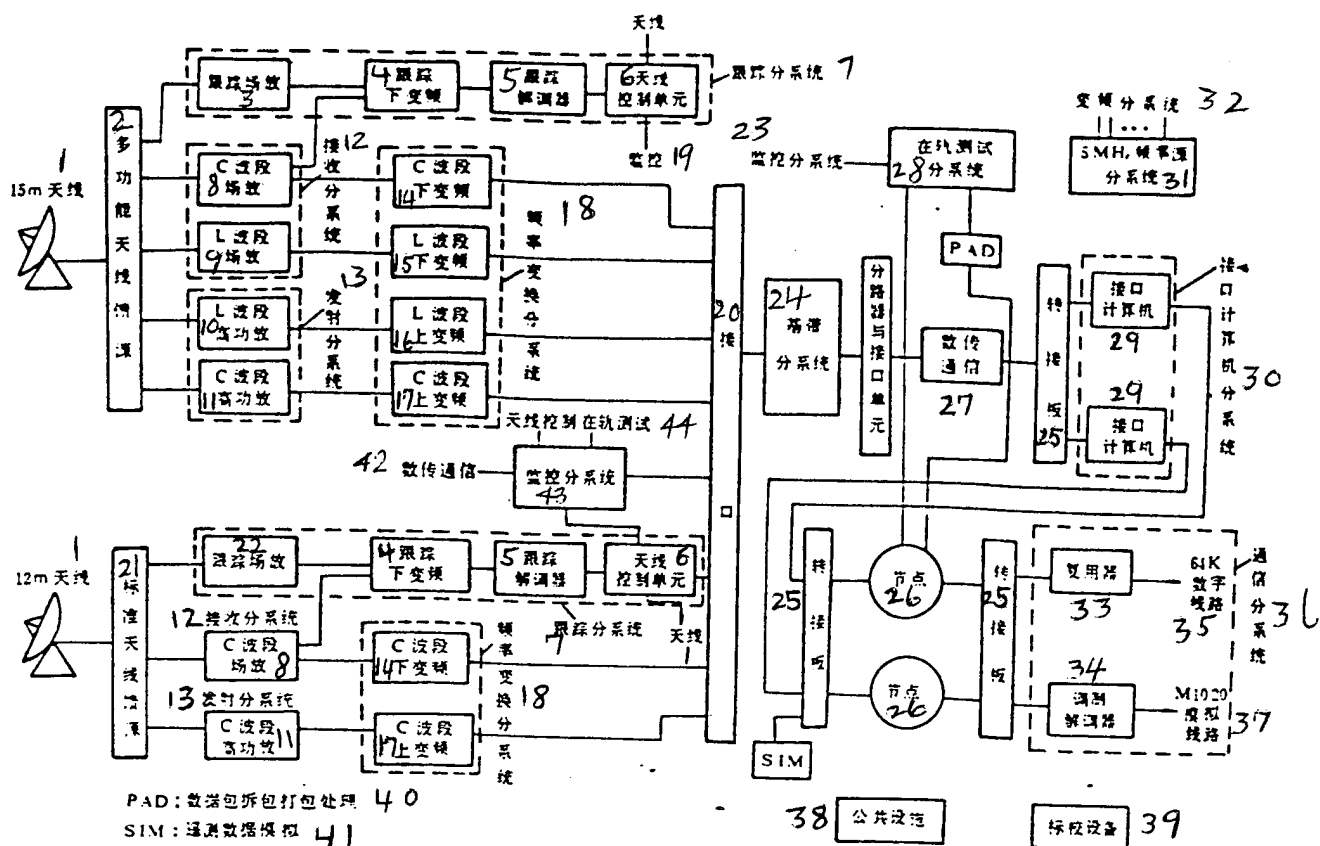 天线
跟踪场放
3
4 跟踪
下变频
5 跟踪
解调器
6 天线
控制单元
跟踪分系统 7
监控 19
1
15m 天线
2 多功能天线馈源
C 波段
8 场放
L 波段
9 场放
L 波段
10 高功放
C 波段
11 高功放
12
接收分系统
13
发射分系统
C 波段
14 下变频
L 波段
15 下变频
L 波段
16 上变频
C 波段
17 上变频
18
频率变换分系统
20 接口
23
监控分系统
在轨测试
28 分系统
PAD
变频分系统 32
...
5MHz频率源
分系统 31
24
基带
分系统
分路器与接口单元
数传
通信
27
转接板 25
接口
计算机
29
29
接口
计算机
接口计算机分系统
30
天线控制 在轨测试 44
42 数传通信
监控分系统
43
1
12m 天线
21 标准天线馈源
22
跟踪场放
4 跟踪
下变频
5 跟踪
解调器
天线 6
控制单元
跟踪分系统
7
天线
12 接收分系统
C 波段
场放 8
13 发射分系统
C 波段
高功放 11
C 波段
14 下变频
C 波段
17 上变频
频率变换分系统
18
25
转接板
SIM
节点
26
节点
26
转接板
25
复用器
33
64K
数字
线路
35
通信分系统
36
34
调制
解调器
M1020
模拟
线路
37
PAD:数据包拆包打包处理 40
SIM:遥测数据模拟 41
38 公共设施
标校设备 39